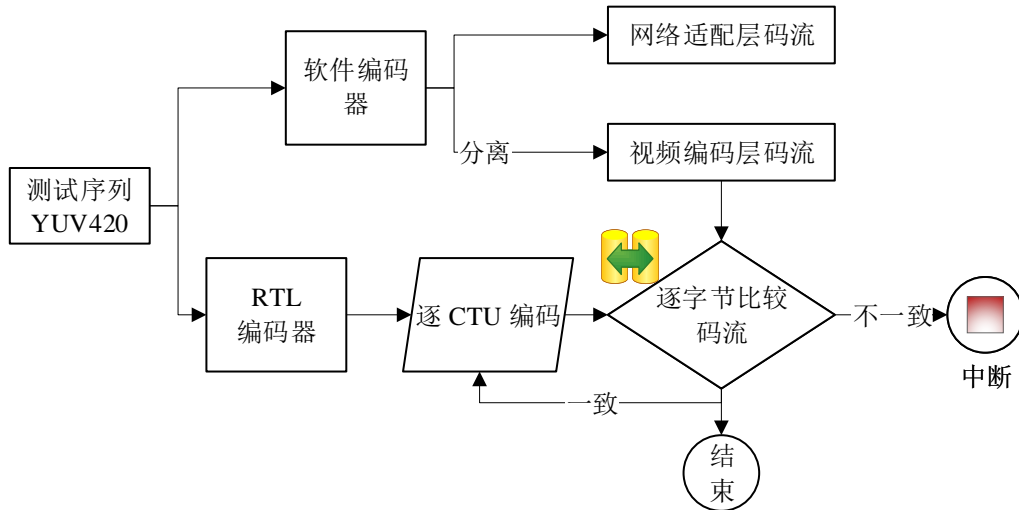 网络适配层码流
软件编码
器
分离
视频编码层码流
测试序列
YUV420
RTL
编码器
逐 CTU 编码
逐字节比较
码流
不一致
中断
一致
结
束